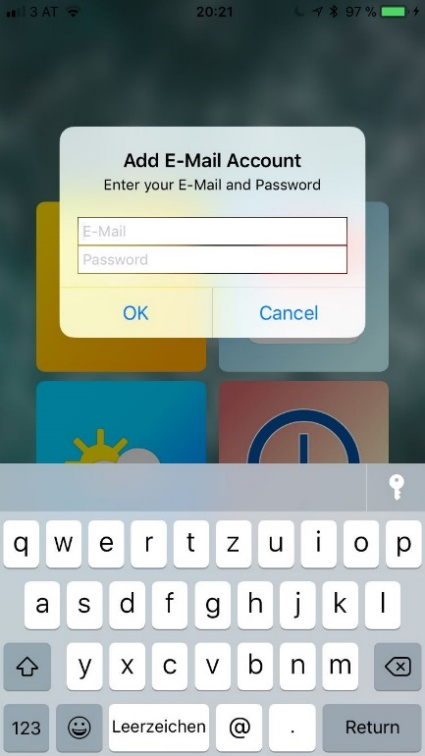 3 AT 20:21 97 %
Add E-Mail Account
Enter your E-Mail and Password
E-Mail
Password
OK Cancel
q w e r t z u i o p
a s d f g h j k l
y x c v b n m
123 Leerzeichen @ . Return